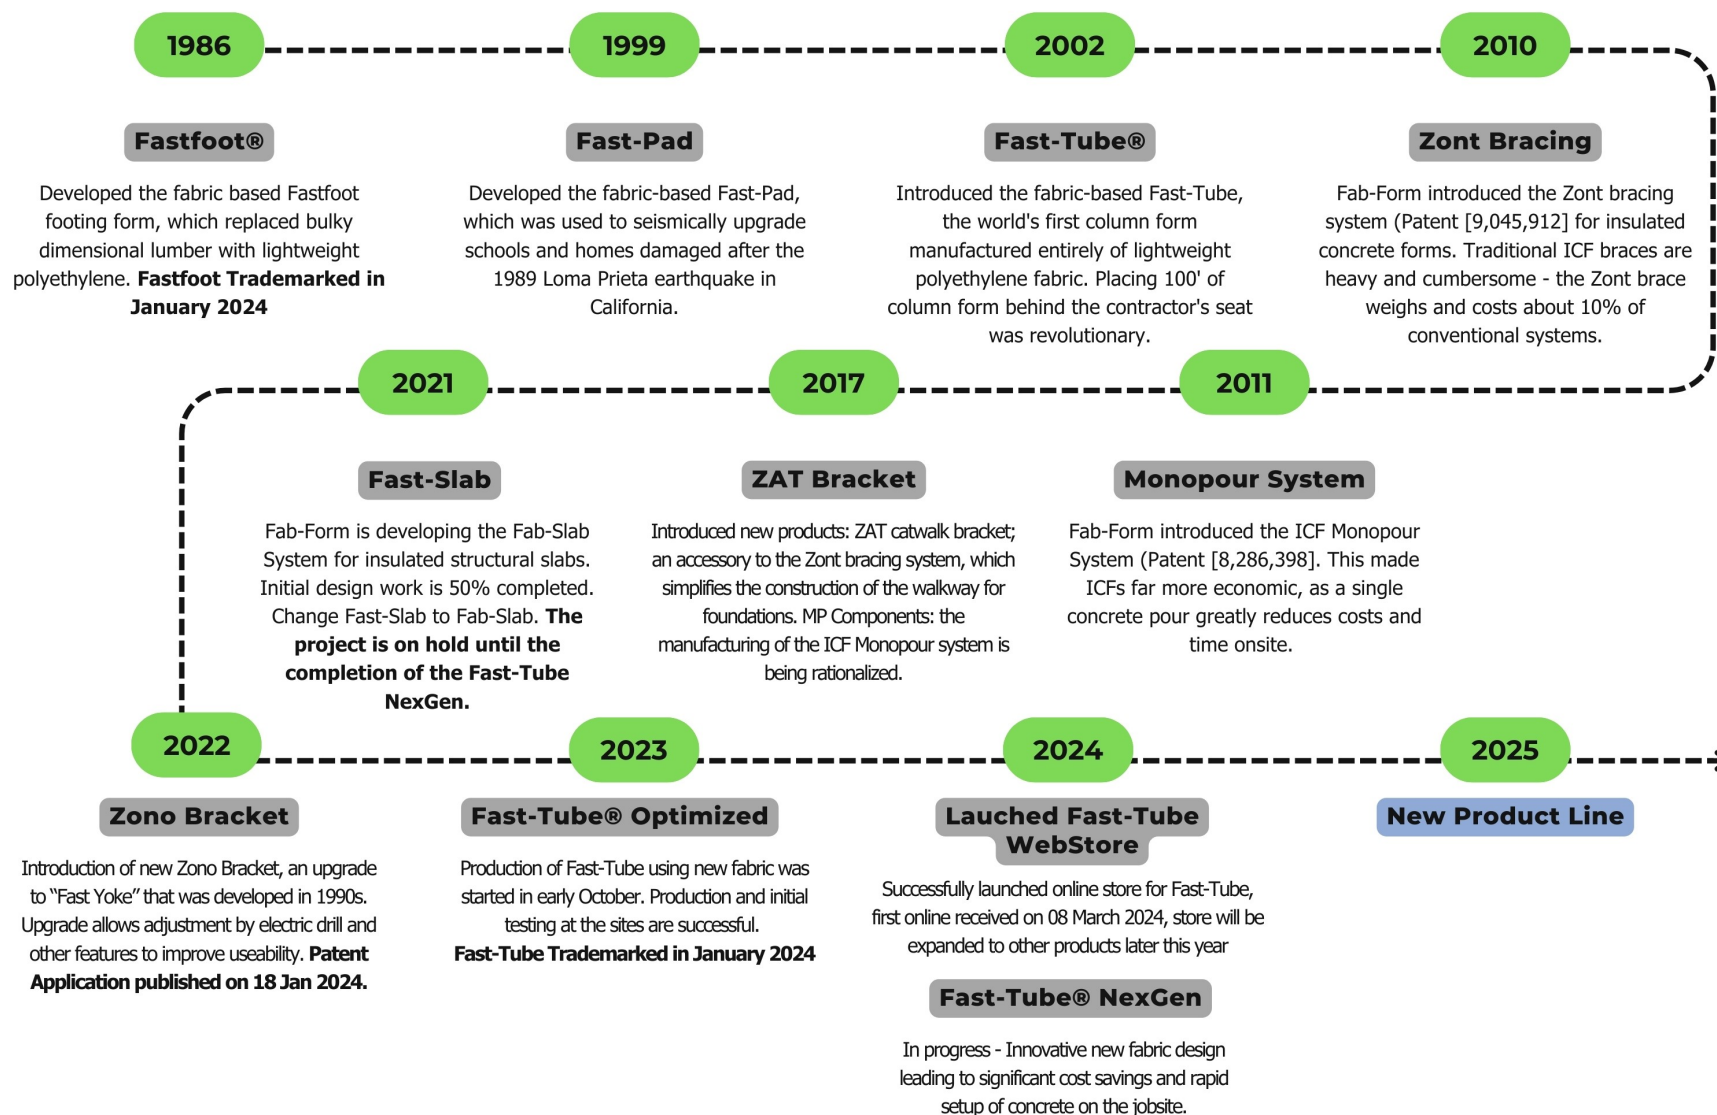 1986
Fastfoot®
Developed the fabric based Fastfoot
footing form, which replaced bulky
dimensional lumber with lightweight
polyethylene. Fastfoot Trademarked in
January 2024
1999
Fast-Pad
Developed the fabric-based Fast-Pad,
which was used to seismically upgrade
schools and homes damaged after the
1989 Loma Prieta earthquake in
California.
2002
Fast-Tube®
Introduced the fabric-based Fast-Tube,
the world's first column form
manufactured entirely of lightweight
polyethylene fabric. Placing 100' of
column form behind the contractor's seat
was revolutionary.
2010
Zont Bracing
Fab-Form introduced the Zont bracing
system (Patent [9,045,912] for insulated
concrete forms. Traditional ICF braces are
heavy and cumbersome - the Zont brace
weighs and costs about 10% of
conventional systems.
2011
Monopour System
Fab-Form introduced the ICF Monopour
System (Patent [8,286,398]. This made
ICFs far more economic, as a single
concrete pour greatly reduces costs and
time onsite.
2017
ZAT Bracket
Introduced new products: ZAT catwalk bracket;
an accessory to the Zont bracing system, which
simplifies the construction of the walkway for
foundations. MP Components: the
manufacturing of the ICF Monopour system is
being rationalized.
2021
Fast-Slab
Fab-Form is developing the Fab-Slab
System for insulated structural slabs.
Initial design work is 50% completed.
Change Fast-Slab to Fab-Slab. The
project is on hold until the
completion of the Fast-Tube
NexGen.
2022
Zono Bracket
Introduction of new Zono Bracket, an upgrade
to “Fast Yoke” that was developed in 1990s.
Upgrade allows adjustment by electric drill and
other features to improve useability. Patent
Application published on 18 Jan 2024.
2023
Fast-Tube® Optimized
Production of Fast-Tube using new fabric was
started in early October. Production and initial
testing at the sites are successful.
Fast-Tube Trademarked in January 2024
2024
Lauched Fast-Tube
WebStore
Successfully launched online store for Fast-Tube,
first online received on 08 March 2024, store will be
expanded to other products later this year
Fast-Tube® NexGen
In progress - Innovative new fabric design
leading to significant cost savings and rapid
setup of concrete on the jobsite.
2025
New Product Line